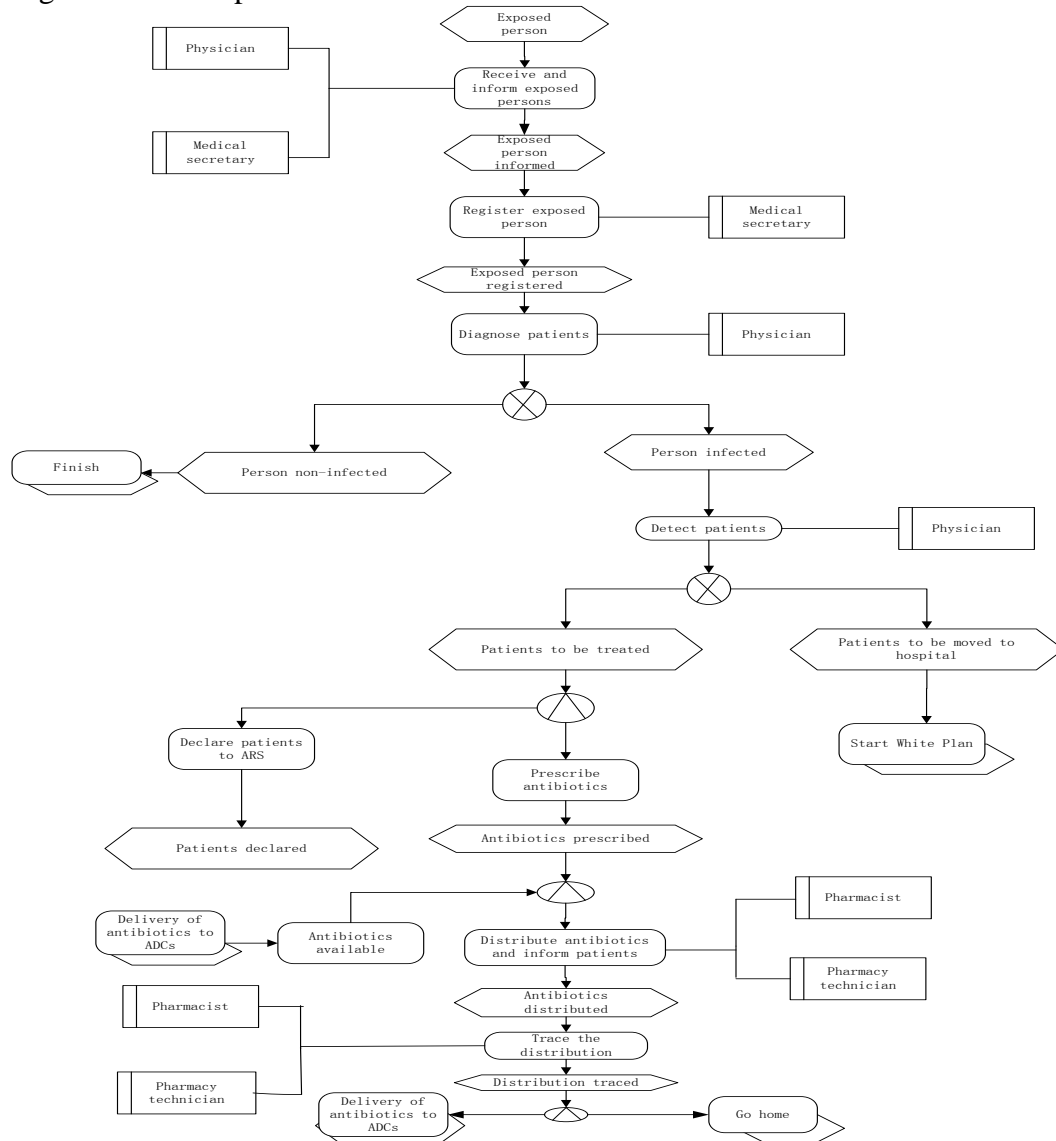 Exposed
person
Physician
Receive and
inform exposed
persons
Medical
secretary
Exposed
person
informed
Register exposed
person
Medical
secretary
Exposed person
registered
Diagnose patients
Physician
Finish
Person non-infected
Person infected
Detect patients
Physician
Patients to be treated
Patients to be moved to
hospital
Declare patients
to ARS
Start White Plan
Prescribe
antibiotics
Patients declared
Antibiotics prescribed
Pharmacist
Delivery of
antibiotics to
ADCs
Antibiotics
available
Distribute antibiotics
and inform patients
Pharmacy
technician
Pharmacist
Antibiotics
distributed
Trace the
distribution
Pharmacy
technician
Distribution traced
Delivery of
antibiotics to
ADCs
Go home